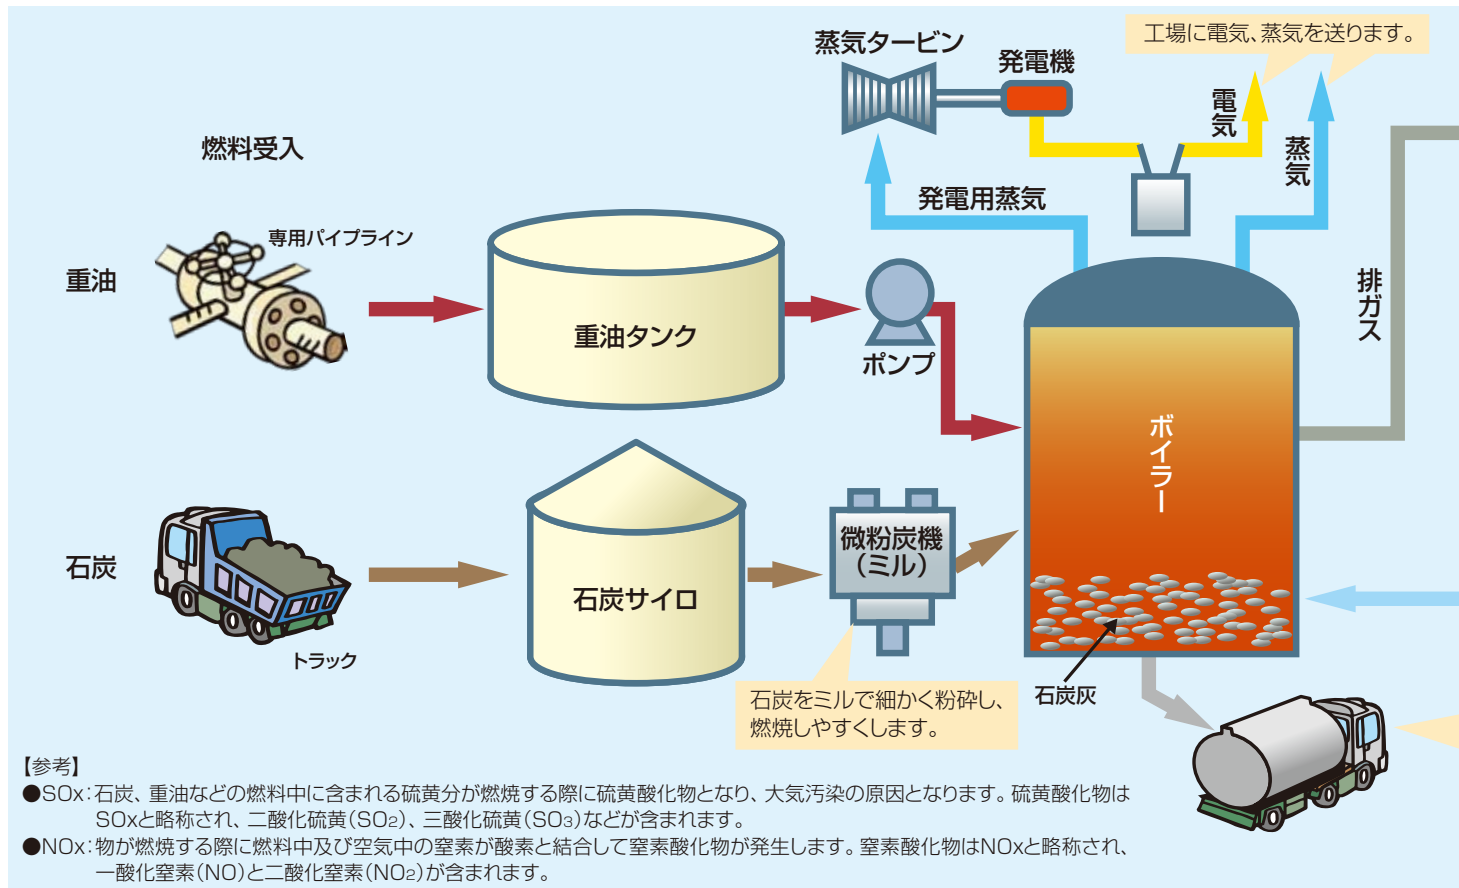 蒸気タービン
発電機
工場に電気、蒸気を送ります。
電気
蒸気
燃料受入
発電用蒸気
専用パイプライン
重油
重油タンク
ポンプ
排ガス
ボイラー
石炭
トラック
石炭サイロ
微粉炭機
（ミル）
石炭をミルで細かく粉砕し、
燃焼しやすくします。
石炭灰
【参考】
●SOx：石炭、重油などの燃料中に含まれる硫黄分が燃焼する際に硫黄酸化物となり、大気汚染の原因となります。硫黄酸化物は
SOxと略称され、二酸化硫黄（SO₂）、三酸化硫黄（SO₃）などが含まれます。
●NOx：物が燃焼する際に燃料中及び空気中の窒素が酸素と結合して窒素酸化物が発生します。窒素酸化物はNOxと略称され、
一酸化窒素（NO）と二酸化窒素（NO₂）が含まれます。